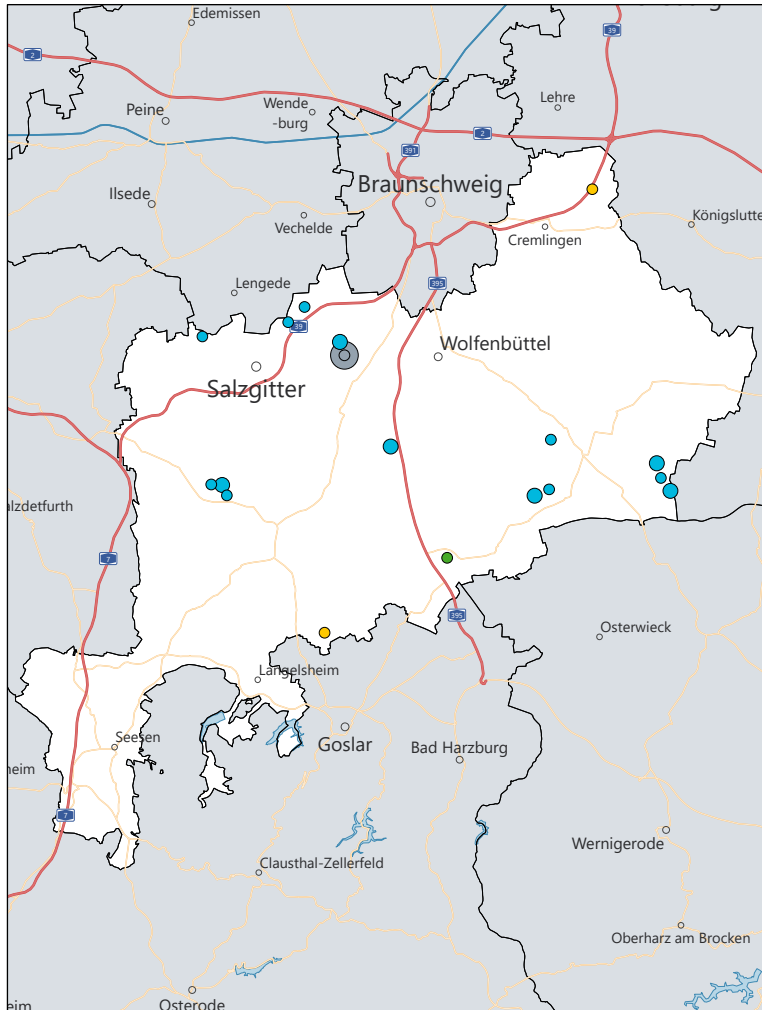 Edemissen
39
2
Lehre
Peine
Wende
-burg
2
391
Braunschweig
Ilsede
Vechelde
Cremlingen
Königslutte
Lengede
395
39
Wolfenbüttel
Salzgitter
alzdetfurth
7
395
Osterwieck
Langelsheim
Seesen
Goslar
Bad Harzburg
heim
7
Wernigerode
Clausthal-Zellerfeld
Oberharz am Brocken
eim
Osterode